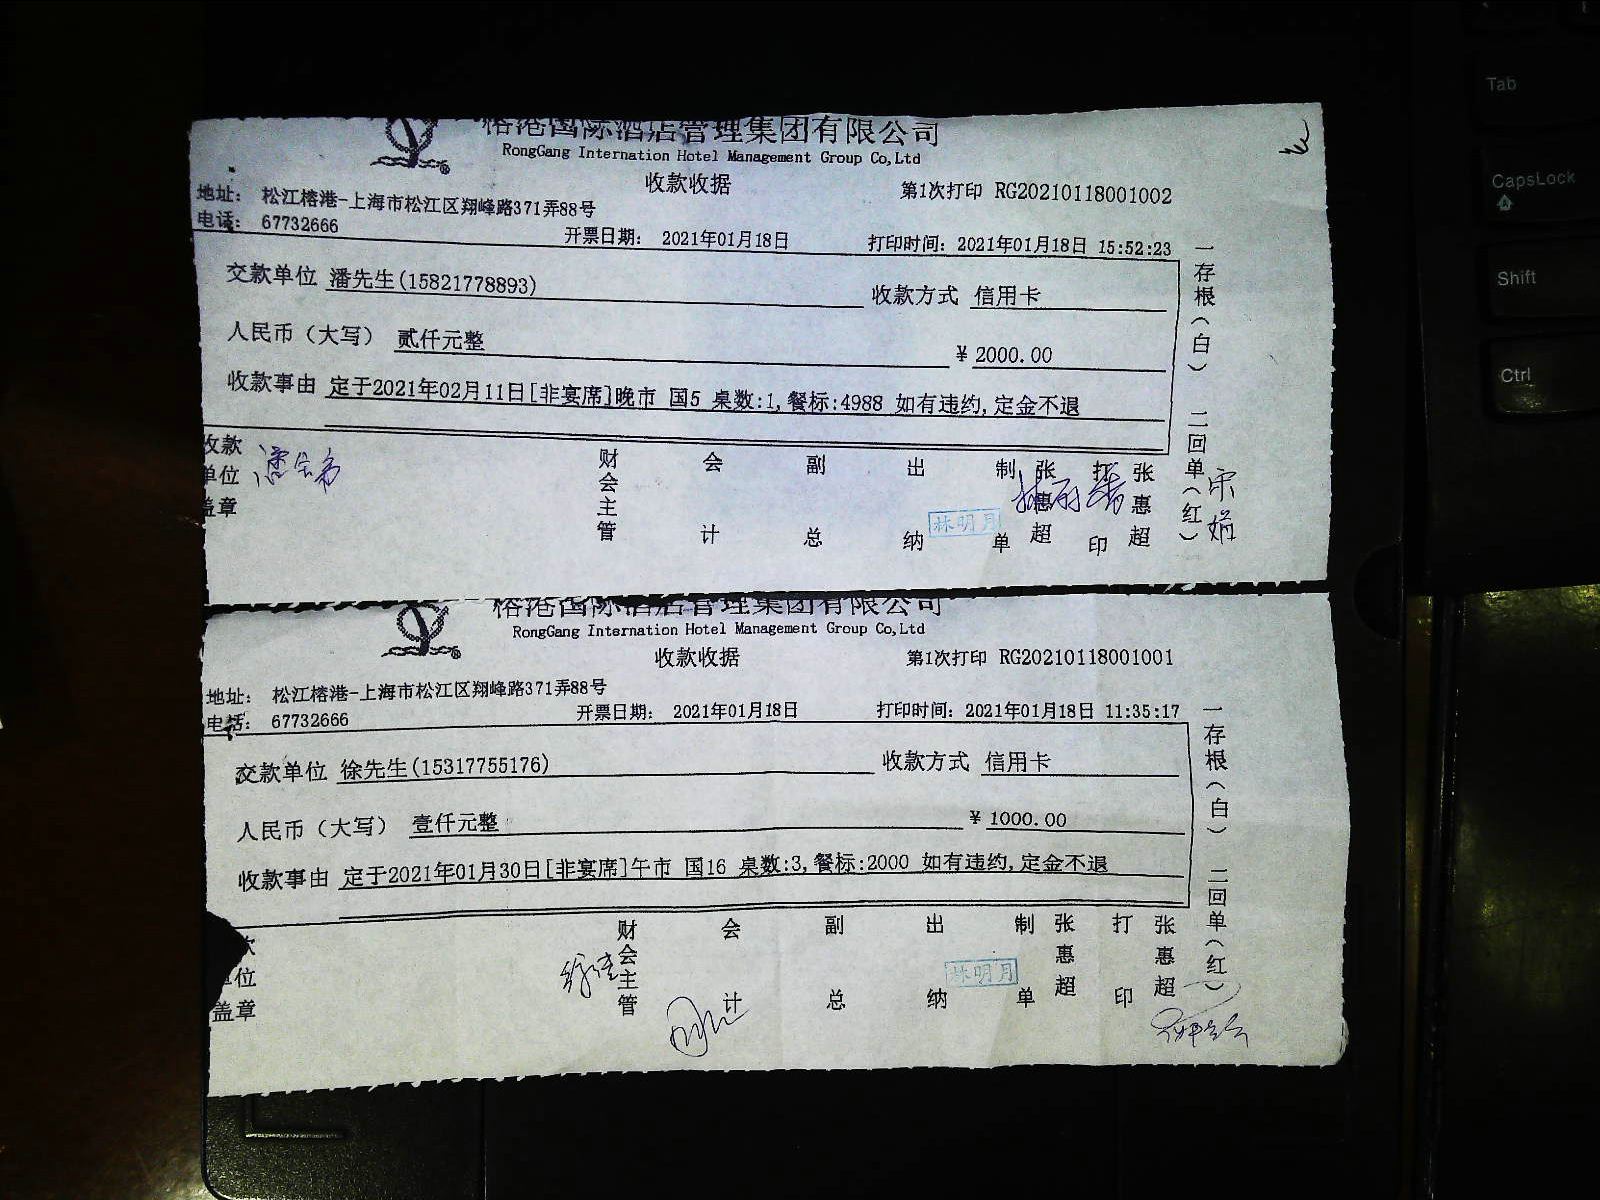 榕港国际酒店管理集团有限公司
RongGang Internation Hotel Management Group Co,Ltd
收款收据
第1次打印 RG20210118001002
地址: 松江榕港-上海市松江区翔峰路371弄88号
电话: 67732666
开票日期: 2021年01月18日
打印时间: 2021年01月18日 15:52:23
交款单位 潘先生(15821778893)
收款方式 信用卡
人民币（大写） 贰仟元整
¥ 2000.00
收款事由 定于2021年02月11日[非宴席]晚市 国5 桌数:1,餐标:4988 如有违约,定金不退
收款单位盖章
财会主管
会计
副总
出纳
林明月
制单
张惠超
打印
张惠超
一存根（白） 二回单（红）
宋娟
榕港国际酒店管理集团有限公司
RongGang Internation Hotel Management Group Co,Ltd
收款收据
第1次打印 RG20210118001001
地址: 松江榕港-上海市松江区翔峰路371弄88号
电话: 67732666
开票日期: 2021年01月18日
打印时间: 2021年01月18日 11:35:17
交款单位 徐先生(15317755176)
收款方式 信用卡
人民币（大写） 壹仟元整
¥ 1000.00
收款事由 定于2021年01月30日[非宴席]午市 国16 桌数:3,餐标:2000 如有违约,定金不退
款单位盖章
财会主管
会计
副总
出纳
林明月
制单
张惠超
打印
张惠超
一存根（白） 二回单（红）
Tab
CapsLock
Shift
Ctrl